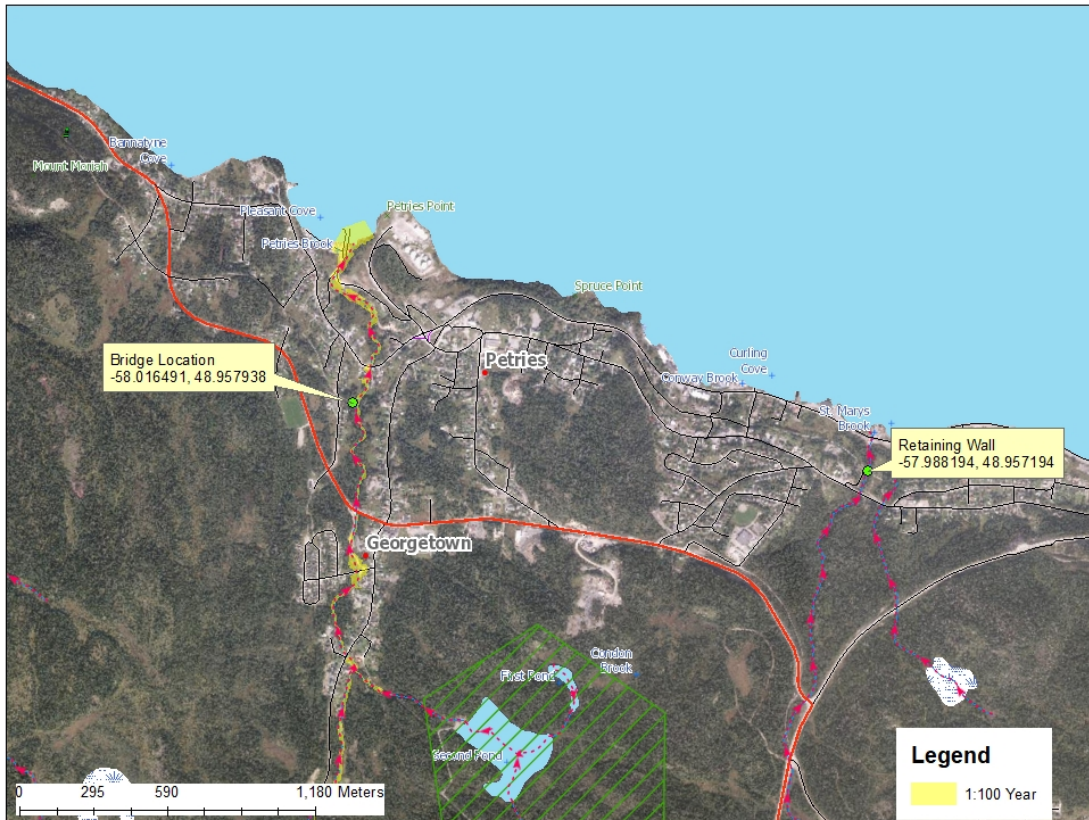 Bannatyne
Cove
Mount Moriah
Pleasant Cove
Petries Point
Petries Brook
Spruce Point
Bridge Location
-58.016491, 48.957938
Petries
Curling
Cove
Conway Brook
St. Marys
Brook
Retaining Wall
-57.988194, 48.957194
Georgetown
First Pond
Condon
Brook
Second Pond
Legend
1:100 Year
0 295 590 1,180 Meters